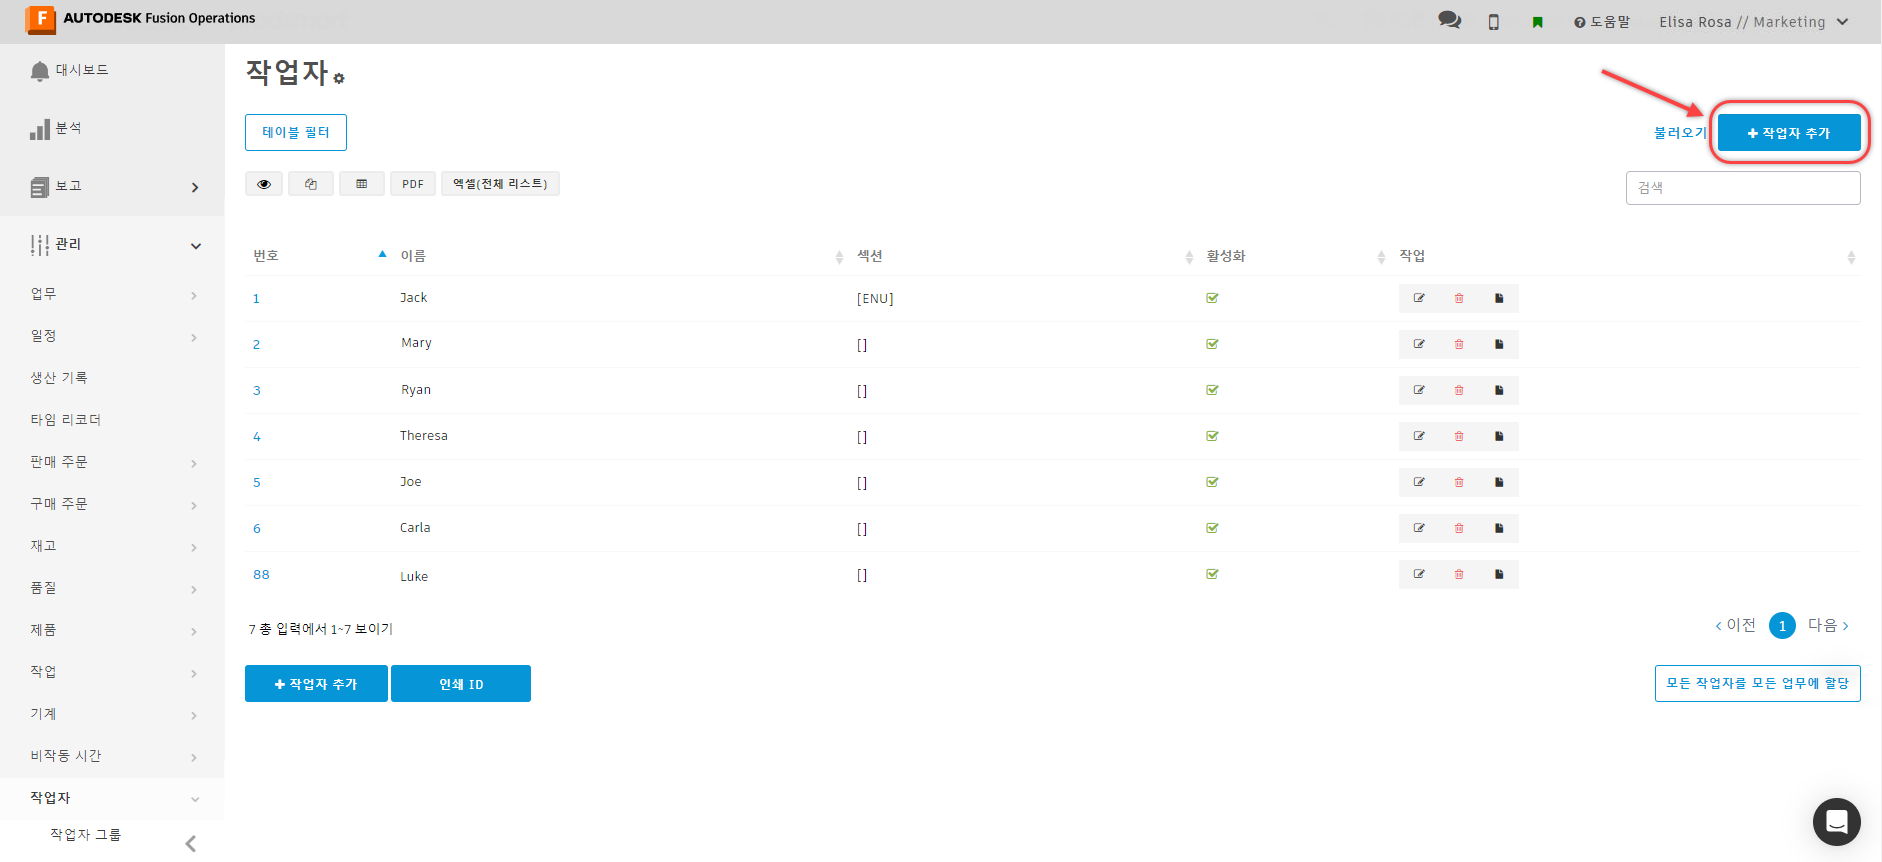 F AUTODESK Fusion Operations
도움말
Elisa Rosa // Marketing
대시보드
분석
보고
관리
업무
일정
생산 기록
타임 리코더
판매 주문
구매 주문
재고
품질
제품
작업
기계
비작동 시간
작업자
작업자 그룹
작업자
테이블 필터
불러오기
+ 작업자 추가
PDF
엑셀(전체 리스트)
검색
번호 이름 섹션 활성화 작업
1 Jack [ENU]
2 Mary []
3 Ryan []
4 Theresa []
5 Joe []
6 Carla []
88 Luke []
7 총 입력에서 1~7 보이기
‹ 이전 1 다음 ›
+ 작업자 추가
인쇄 ID
모든 작업자를 모든 업무에 할당